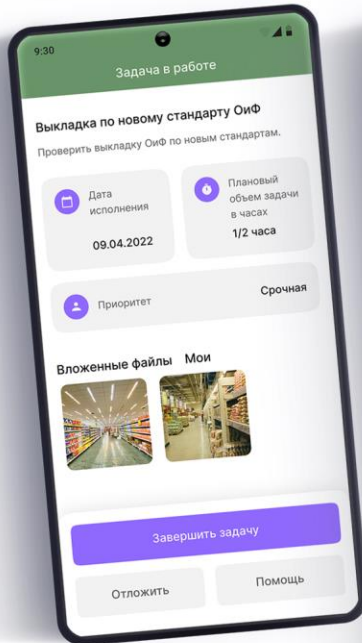 9:30
Задача в работе
Выкладка по новому стандарту ОиФ
Проверить выкладку ОиФ по новым стандартам.
Дата
исполнения
09.04.2022
Плановый
объем задачи
в часах
1/2 часа
Приоритет
Срочная
Вложенные файлы Мои
Завершить задачу
Отложить
Помощь